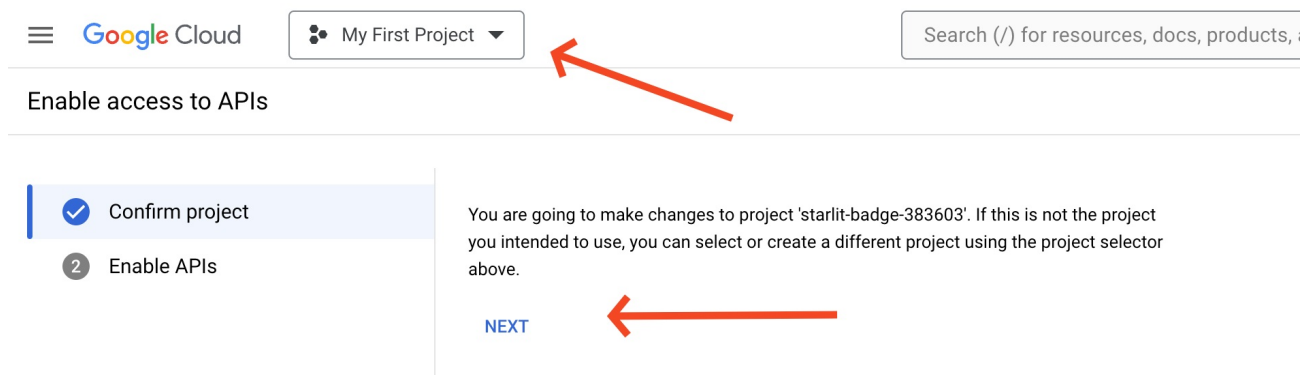 Google Cloud
My First Project
Search (/) for resources, docs, products,
Enable access to APIs
Confirm project
2 Enable APIs
You are going to make changes to project 'starlit-badge-383603'. If this is not the project
you intended to use, you can select or create a different project using the project selector
above.
NEXT